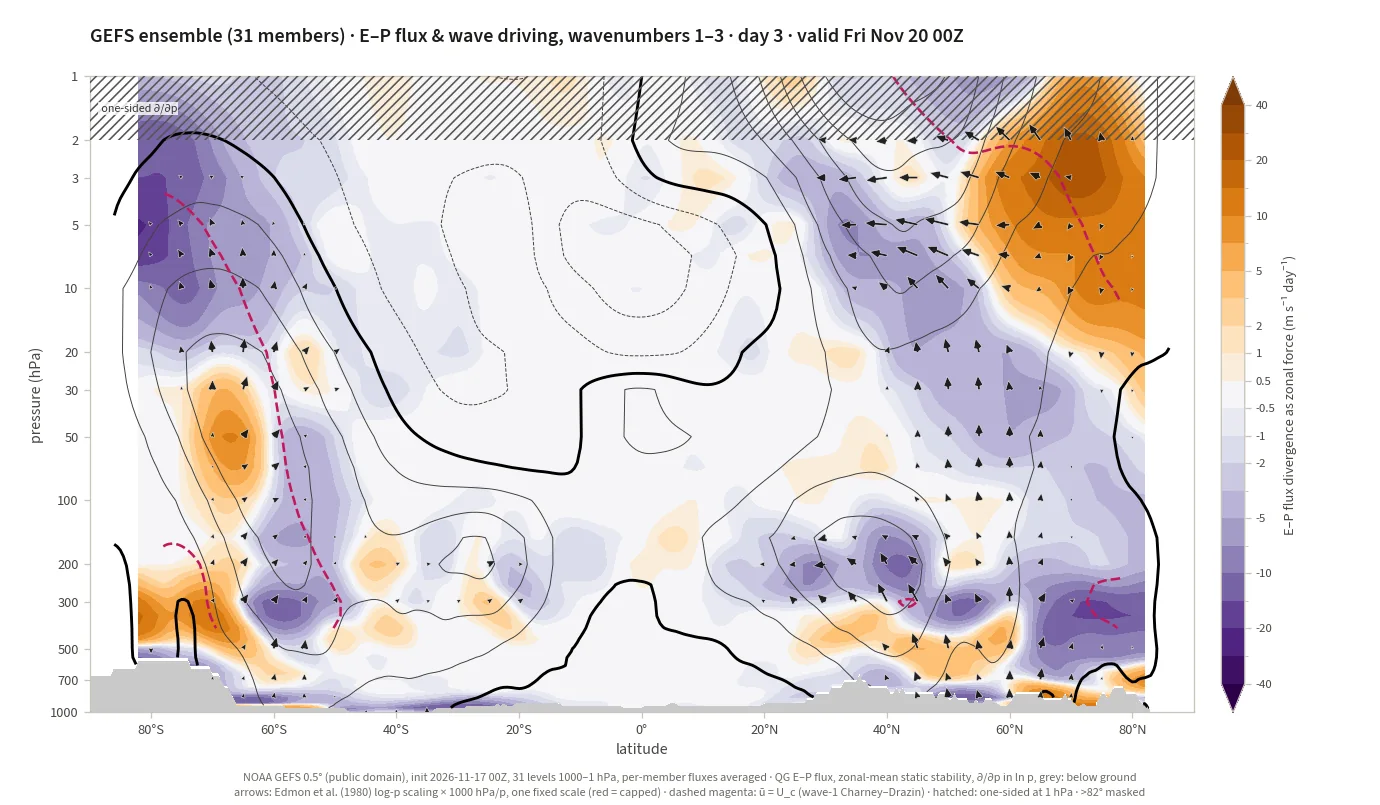 GEFS ensemble (31 members) · E–P flux & wave driving, wavenumbers 1–3 · day 3 · valid Fri Nov 20 00Z
one-sided ∂/∂p
1
2
3
5
10
20
30
50
100
200
300
500
700
1000
pressure (hPa)
80°S
60°S
40°S
20°S
0°
20°N
40°N
60°N
80°N
latitude
40
20
10
5
2
1
0.5
-0.5
-1
-2
-5
-10
-20
-40
E–P flux divergence as zonal force (m s⁻¹ day⁻¹)
NOAA GEFS 0.5° (public domain), init 2026-11-17 00Z, 31 levels 1000–1 hPa, per-member fluxes averaged · QG E–P flux, zonal-mean static stability, ∂/∂p in ln p, grey: below ground
arrows: Edmon et al. (1980) log-p scaling × 1000 hPa/p, one fixed scale (red = capped) · dashed magenta: ū = U_c (wave-1 Charney–Drazin) · hatched: one-sided at 1 hPa · >82° masked